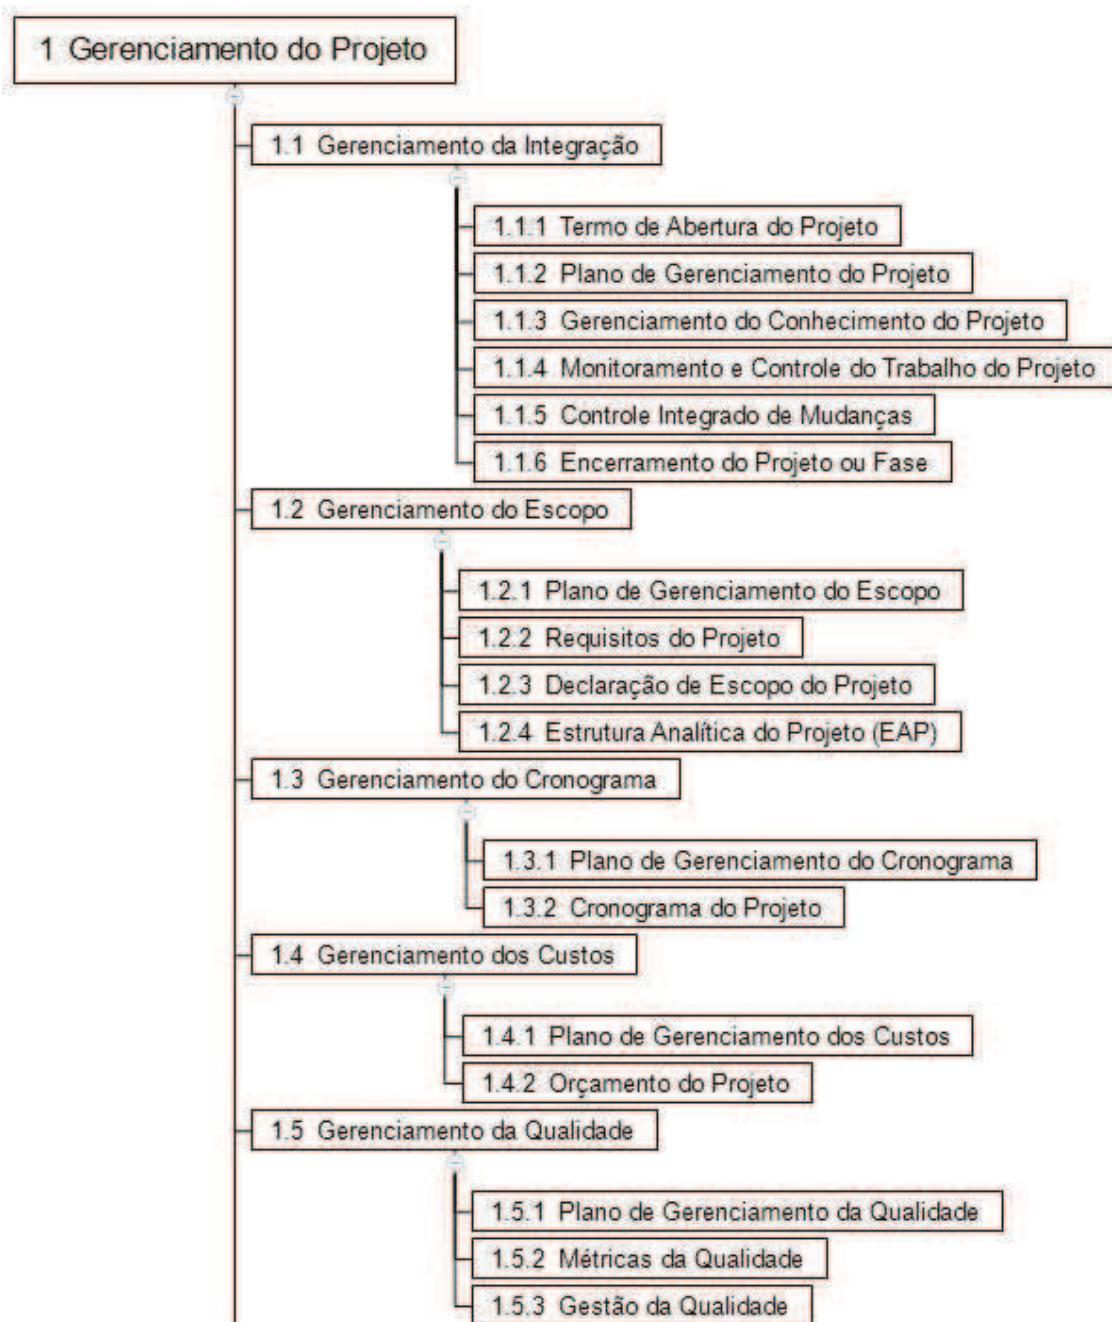 1 Gerenciamento do Projeto
1.1 Gerenciamento da Integração
1.1.1 Termo de Abertura do Projeto
1.1.2 Plano de Gerenciamento do Projeto
1.1.3 Gerenciamento do Conhecimento do Projeto
1.1.4 Monitoramento e Controle do Trabalho do Projeto
1.1.5 Controle Integrado de Mudanças
1.1.6 Encerramento do Projeto ou Fase
1.2 Gerenciamento do Escopo
1.2.1 Plano de Gerenciamento do Escopo
1.2.2 Requisitos do Projeto
1.2.3 Declaração de Escopo do Projeto
1.2.4 Estrutura Analítica do Projeto (EAP)
1.3 Gerenciamento do Cronograma
1.3.1 Plano de Gerenciamento do Cronograma
1.3.2 Cronograma do Projeto
1.4 Gerenciamento dos Custos
1.4.1 Plano de Gerenciamento dos Custos
1.4.2 Orçamento do Projeto
1.5 Gerenciamento da Qualidade
1.5.1 Plano de Gerenciamento da Qualidade
1.5.2 Métricas da Qualidade
1.5.3 Gestão da Qualidade